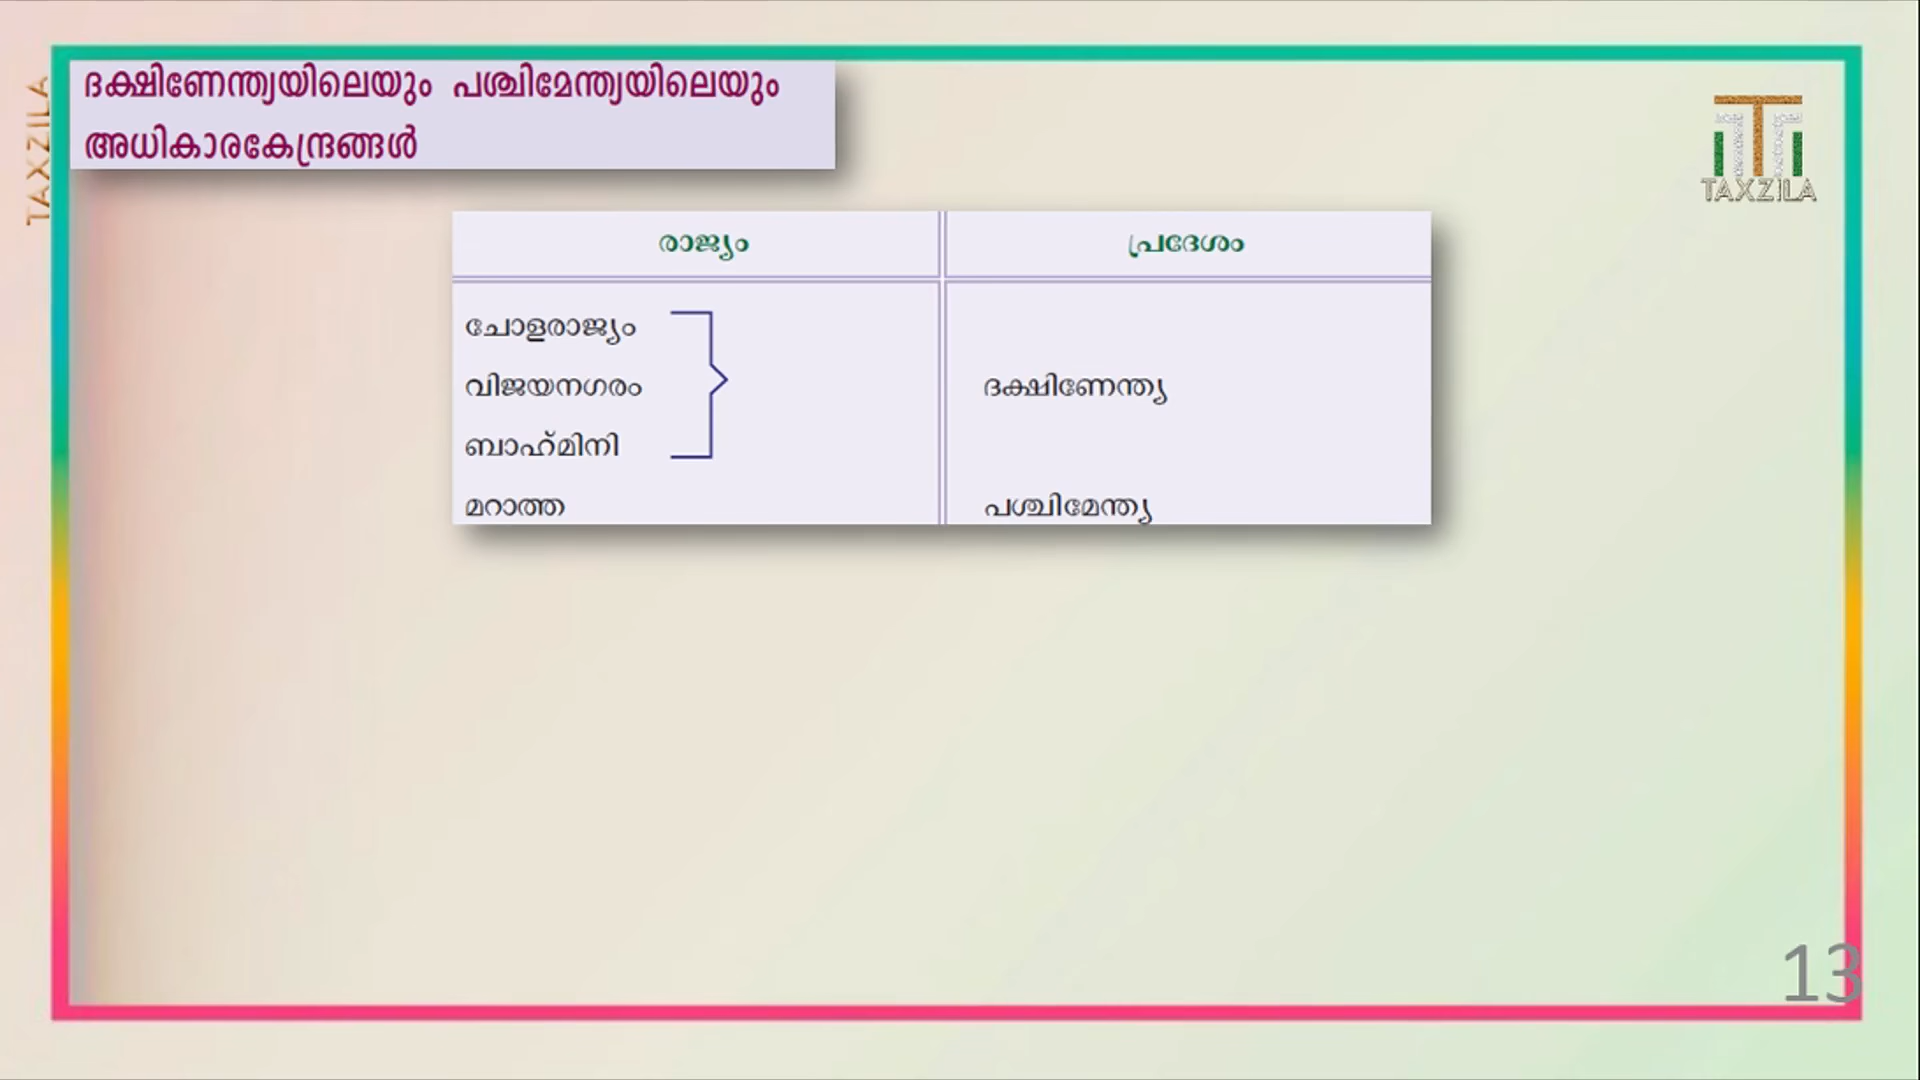 ദക്ഷിണേന്ത്യയിലെയും പശ്ചിമേന്ത്യയിലെയും
അധികാരകേന്ദ്രങ്ങൾ
TAXZILA
TAXZILA
രാജ്യം പ്രദേശം
ചോളരാജ്യം
വിജയനഗരം ദക്ഷിണേന്ത്യ
ബാഹ്‌മിനി
മറാത്ത പശ്ചിമേന്ത്യ
13